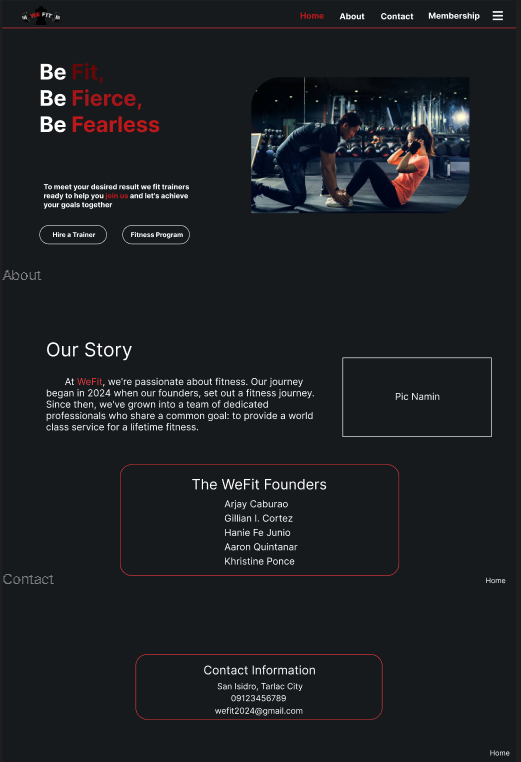 WE FIT
Home About Contact Membership
Be Fit,
Be Fierce,
Be Fearless
To meet your desired result we fit trainers
ready to help you join us and let's achieve
your goals together
Hire a Trainer Fitness Program
About
Our Story
At WeFit, we're passionate about fitness. Our journey
began in 2024 when our founders, set out a fitness journey.
Since then, we've grown into a team of dedicated
professionals who share a common goal: to provide a world
class service for a lifetime fitness.
Pic Namin
The WeFit Founders
Arjay Caburao
Gillian I. Cortez
Hanie Fe Junio
Aaron Quintanar
Khristine Ponce
Contact
Home
Contact Information
San Isidro, Tarlac City
09123456789
wefit2024@gmail.com
Home